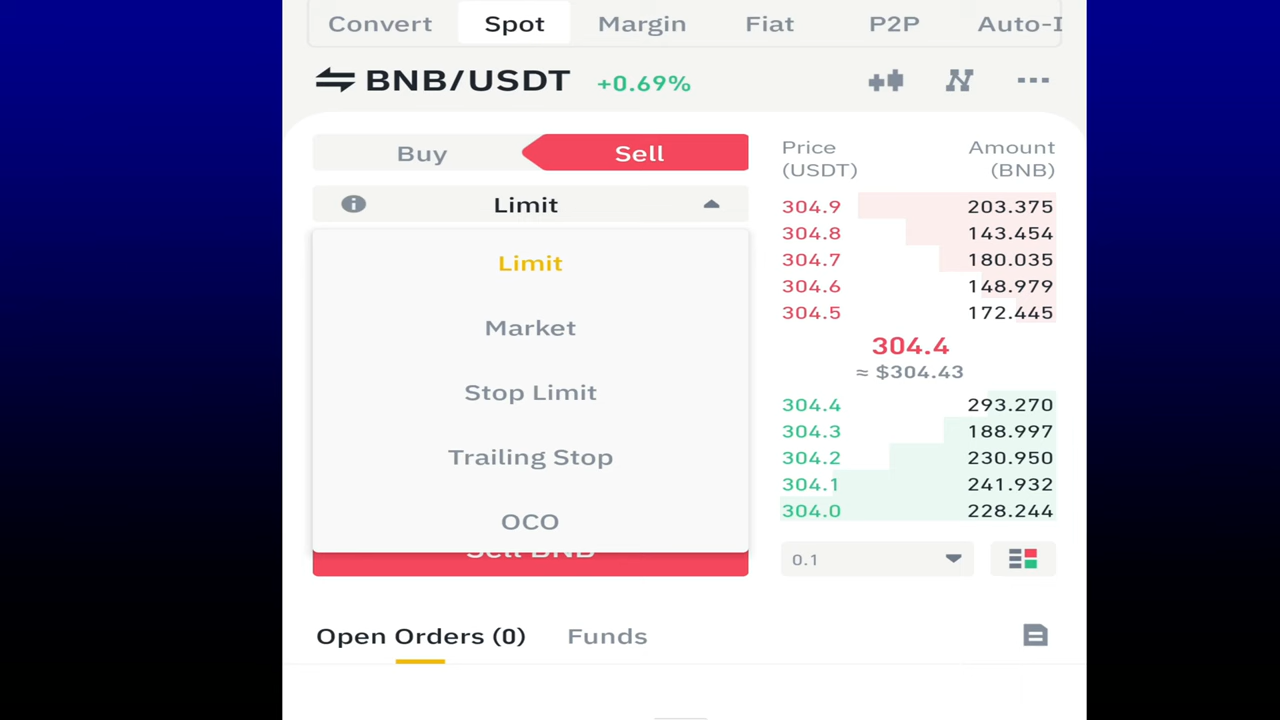 Convert Spot Margin Fiat P2P Auto-I
BNB/USDT +0.69%
Buy Sell
Limit
Limit
Market
Stop Limit
Trailing Stop
OCO
Sell BNB
Price Amount
(USDT) (BNB)
304.9 203.375
304.8 143.454
304.7 180.035
304.6 148.979
304.5 172.445
304.4
≈ $304.43
304.4 293.270
304.3 188.997
304.2 230.950
304.1 241.932
304.0 228.244
0.1
Open Orders (0) Funds